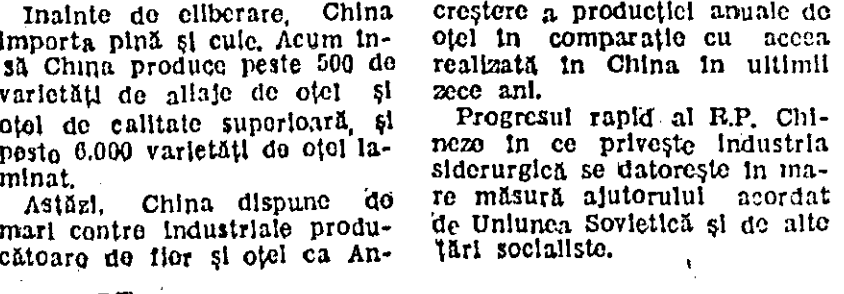 Inainte de eliberare, China
importa pînă și cuie. Acum în-
să China produce peste 500 de
varietăți de aliaje de oțel și
oțel de calitate superioară, și
peste 6.000 varietăți de oțel la-
minat.
Astăzi, China dispune de
mari centre industriale produ-
cătoare de fier și oțel ca An-
creștere a producției anuale de
oțel în comparație cu aceea
realizată în China în ultimii
zece ani.
Progresul rapid al R.P. Chi-
neze în ce privește industria
siderurgică se datorește în ma-
re măsură ajutorului acordat
de Uniunea Sovietică și de alte
țări socialiste.